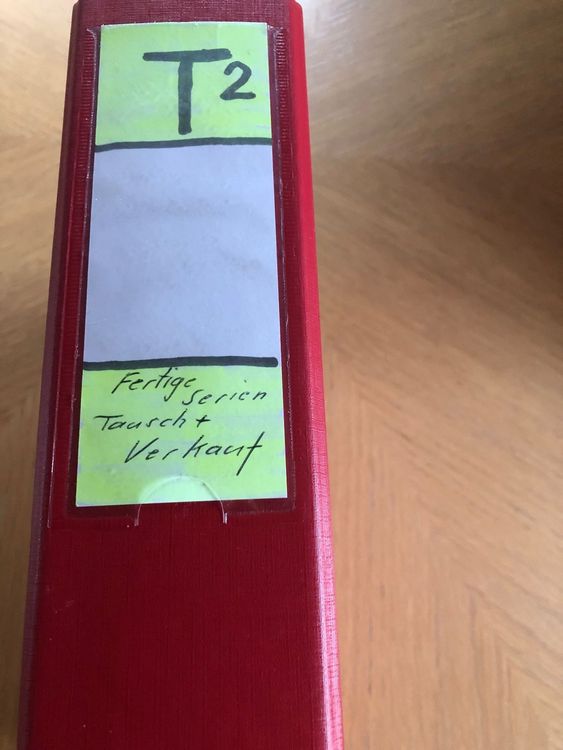 T²
Fertige
Serien
Tausch +
Verkauf